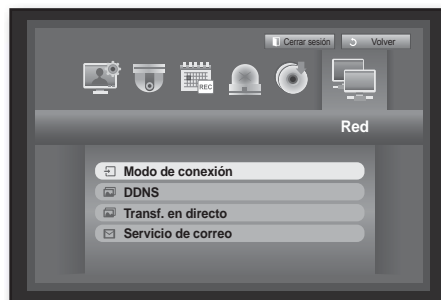 Cerrar sesión Volver
REC
Red
Modo de conexión
DDNS
Transf. en directo
Servicio de correo